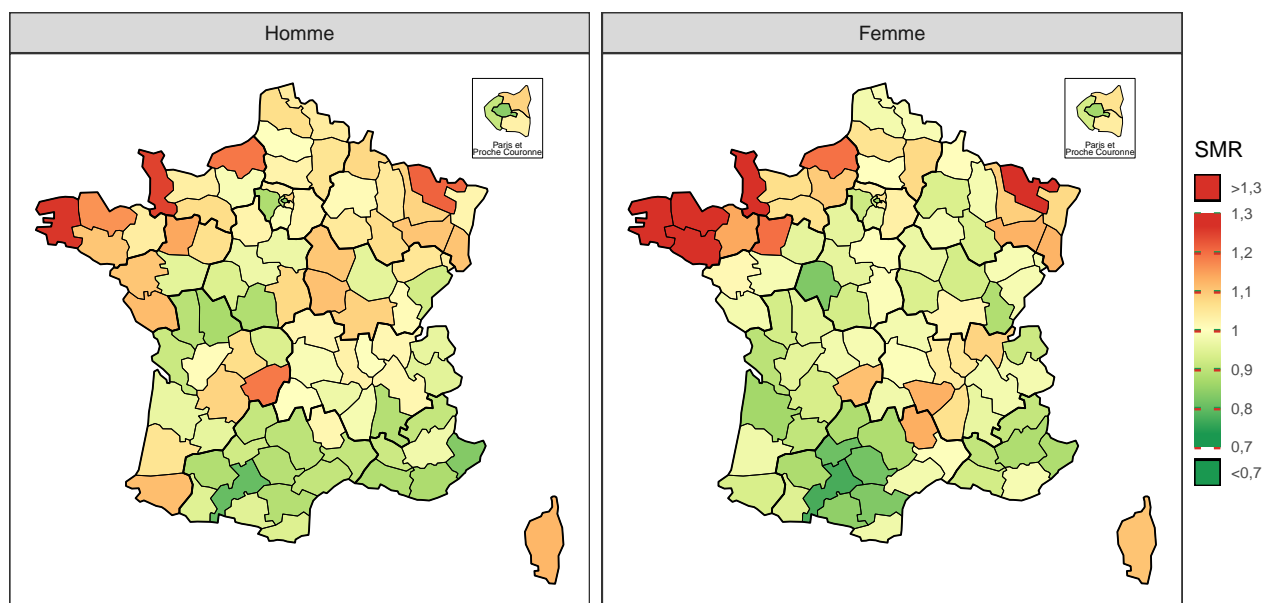 Homme
Femme
Paris et
Proche Couronne
Paris et
Proche Couronne
SMR
>1,3
1,3
1,2
1,1
1
0,9
0,8
0,7
<0,7